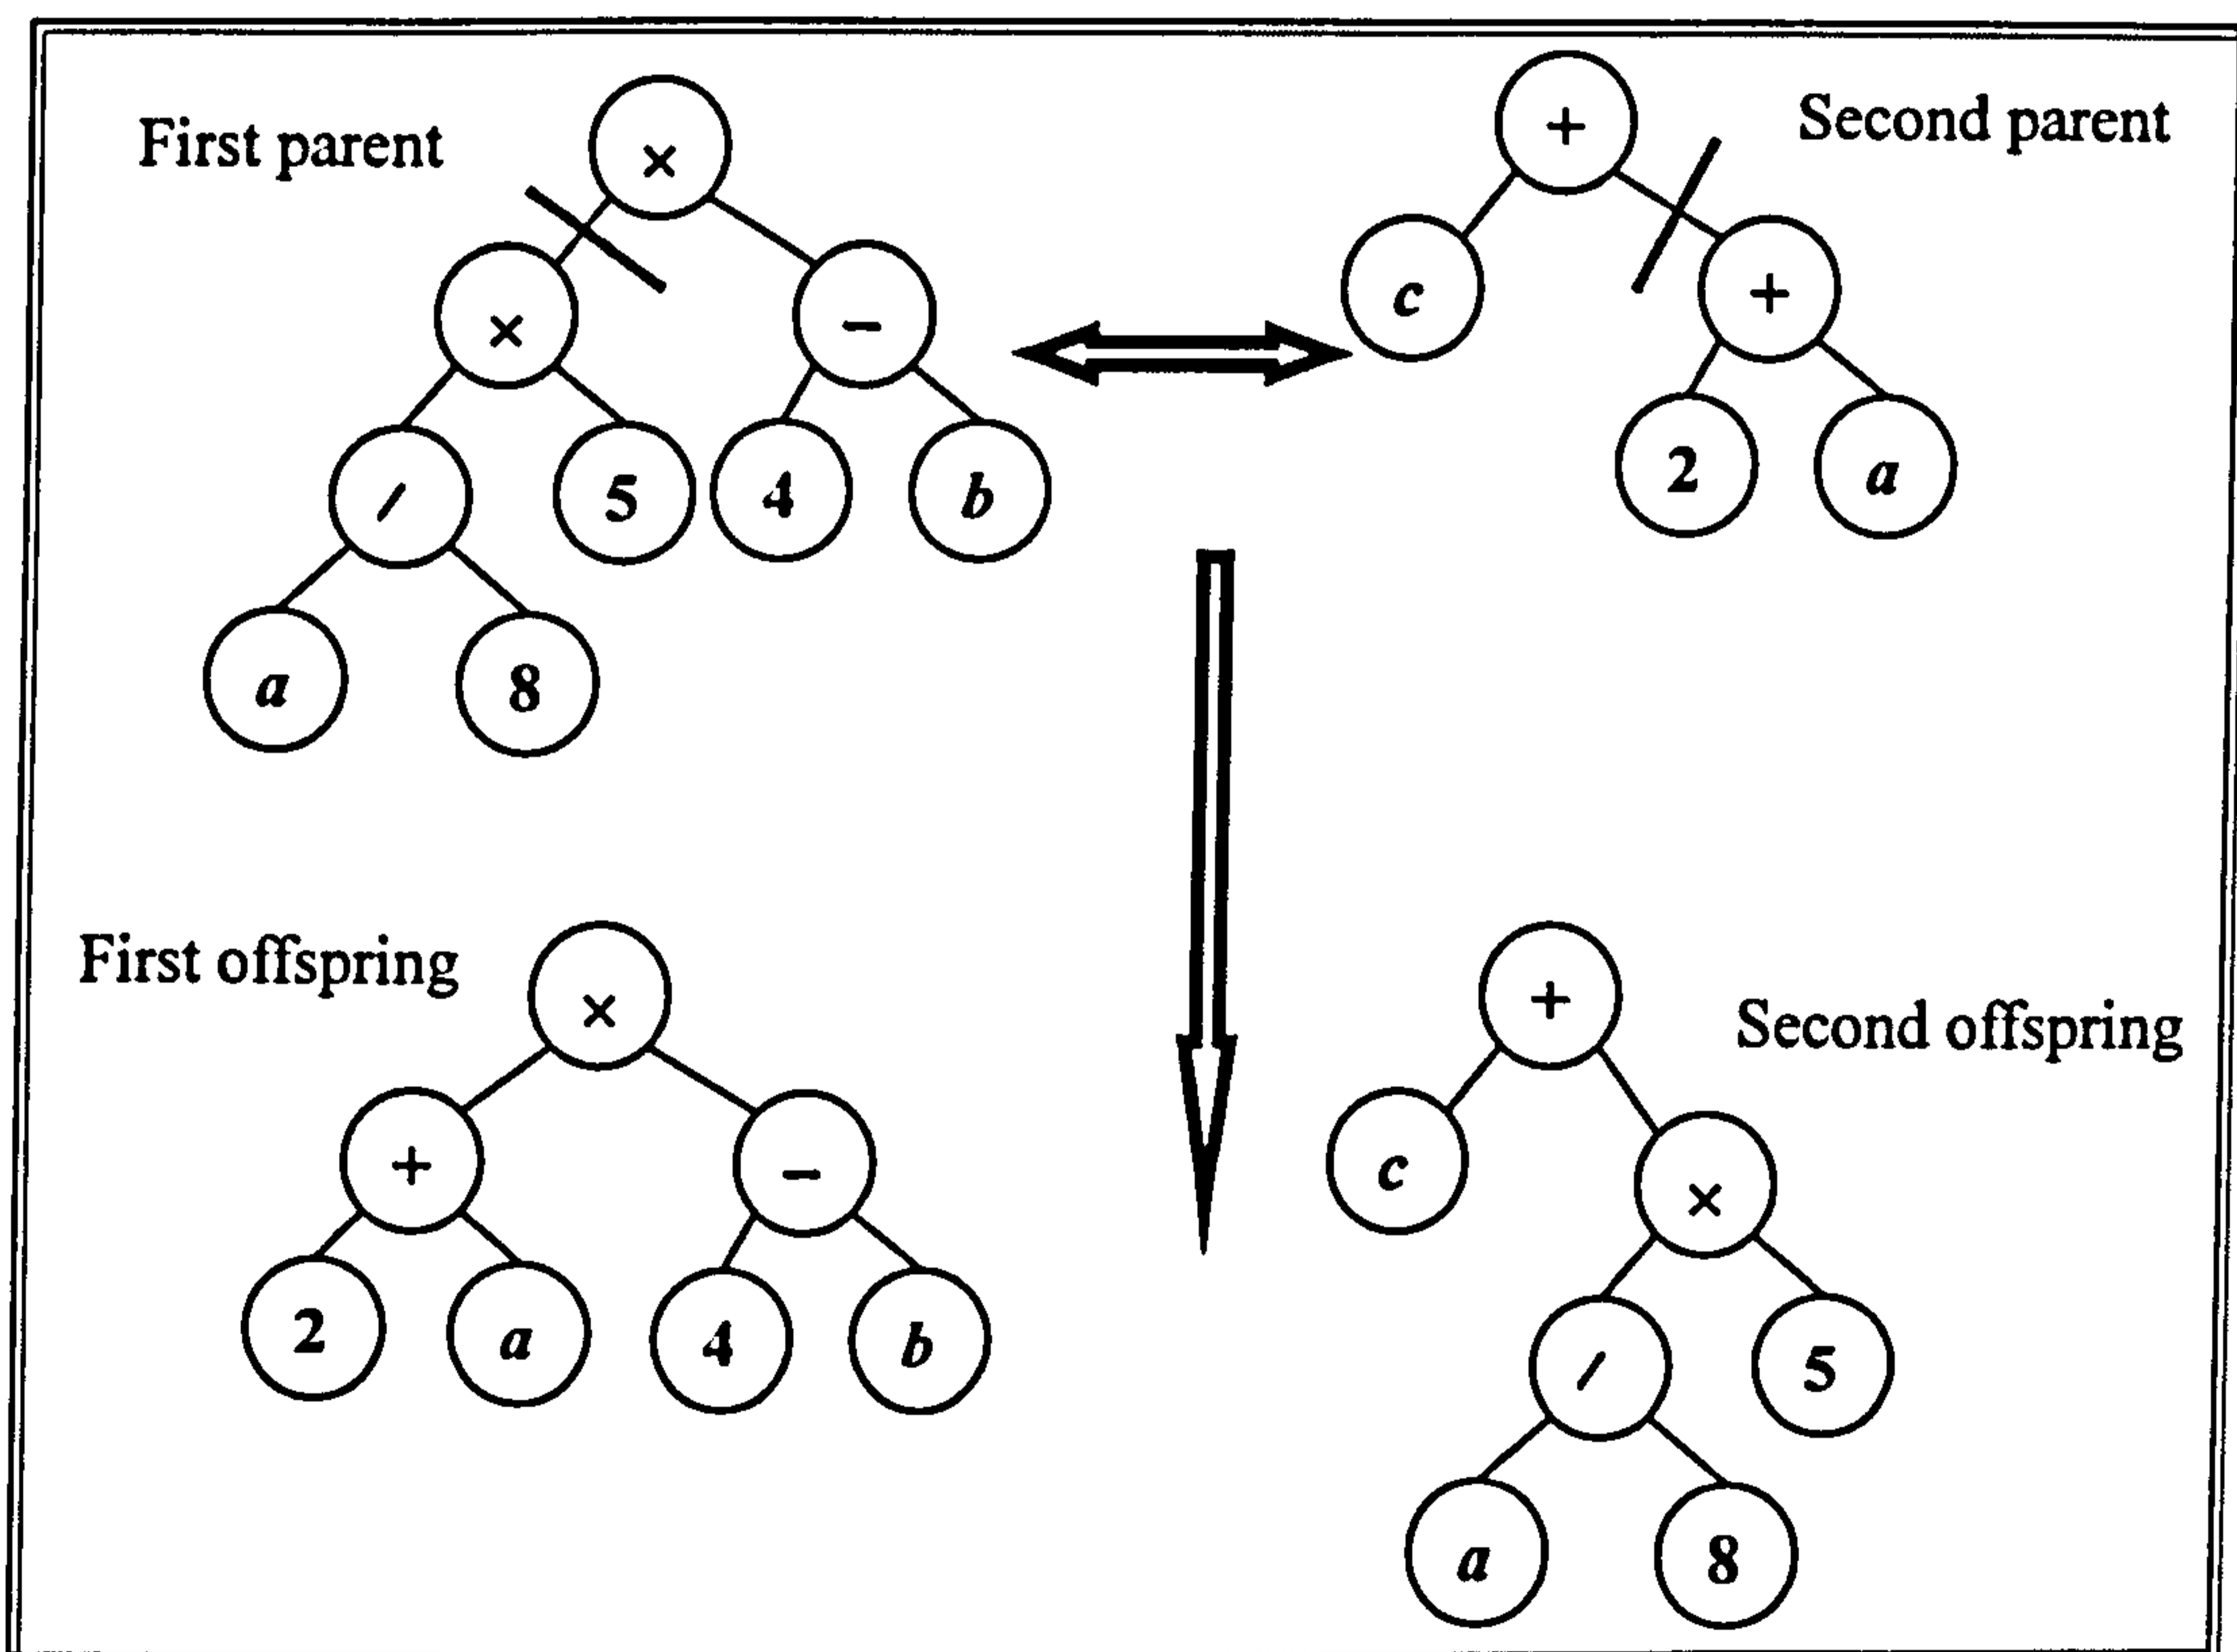 First parent
×
× −
/ 5 4 b
a 8
Second parent
+
c +
2 a
First offspring
×
+ −
2 a 4 b
Second offspring
+
c ×
/ 5
a 8